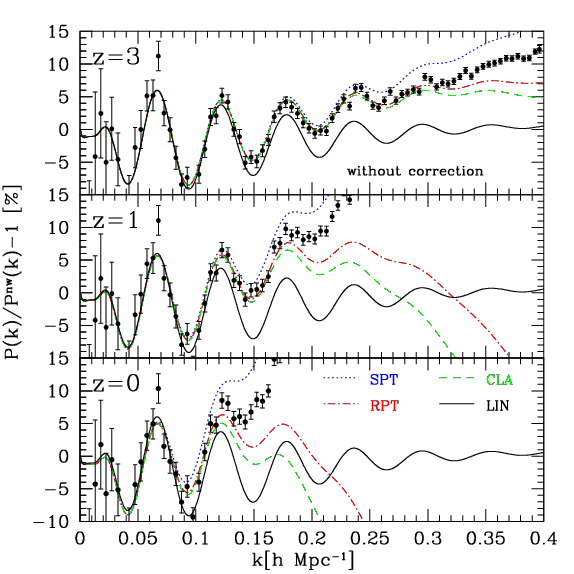 15
z=3
10
5
0
−5
without correction
15
z=1
10
5
0
−5
P(k)/Pⁿʷ(k)−1 [%]
15
z=0
10
5
0
−5
−10
SPT CLA
RPT LIN
0 0.05 0.1 0.15 0.2 0.25 0.3 0.35 0.4
k[h Mpc⁻¹]